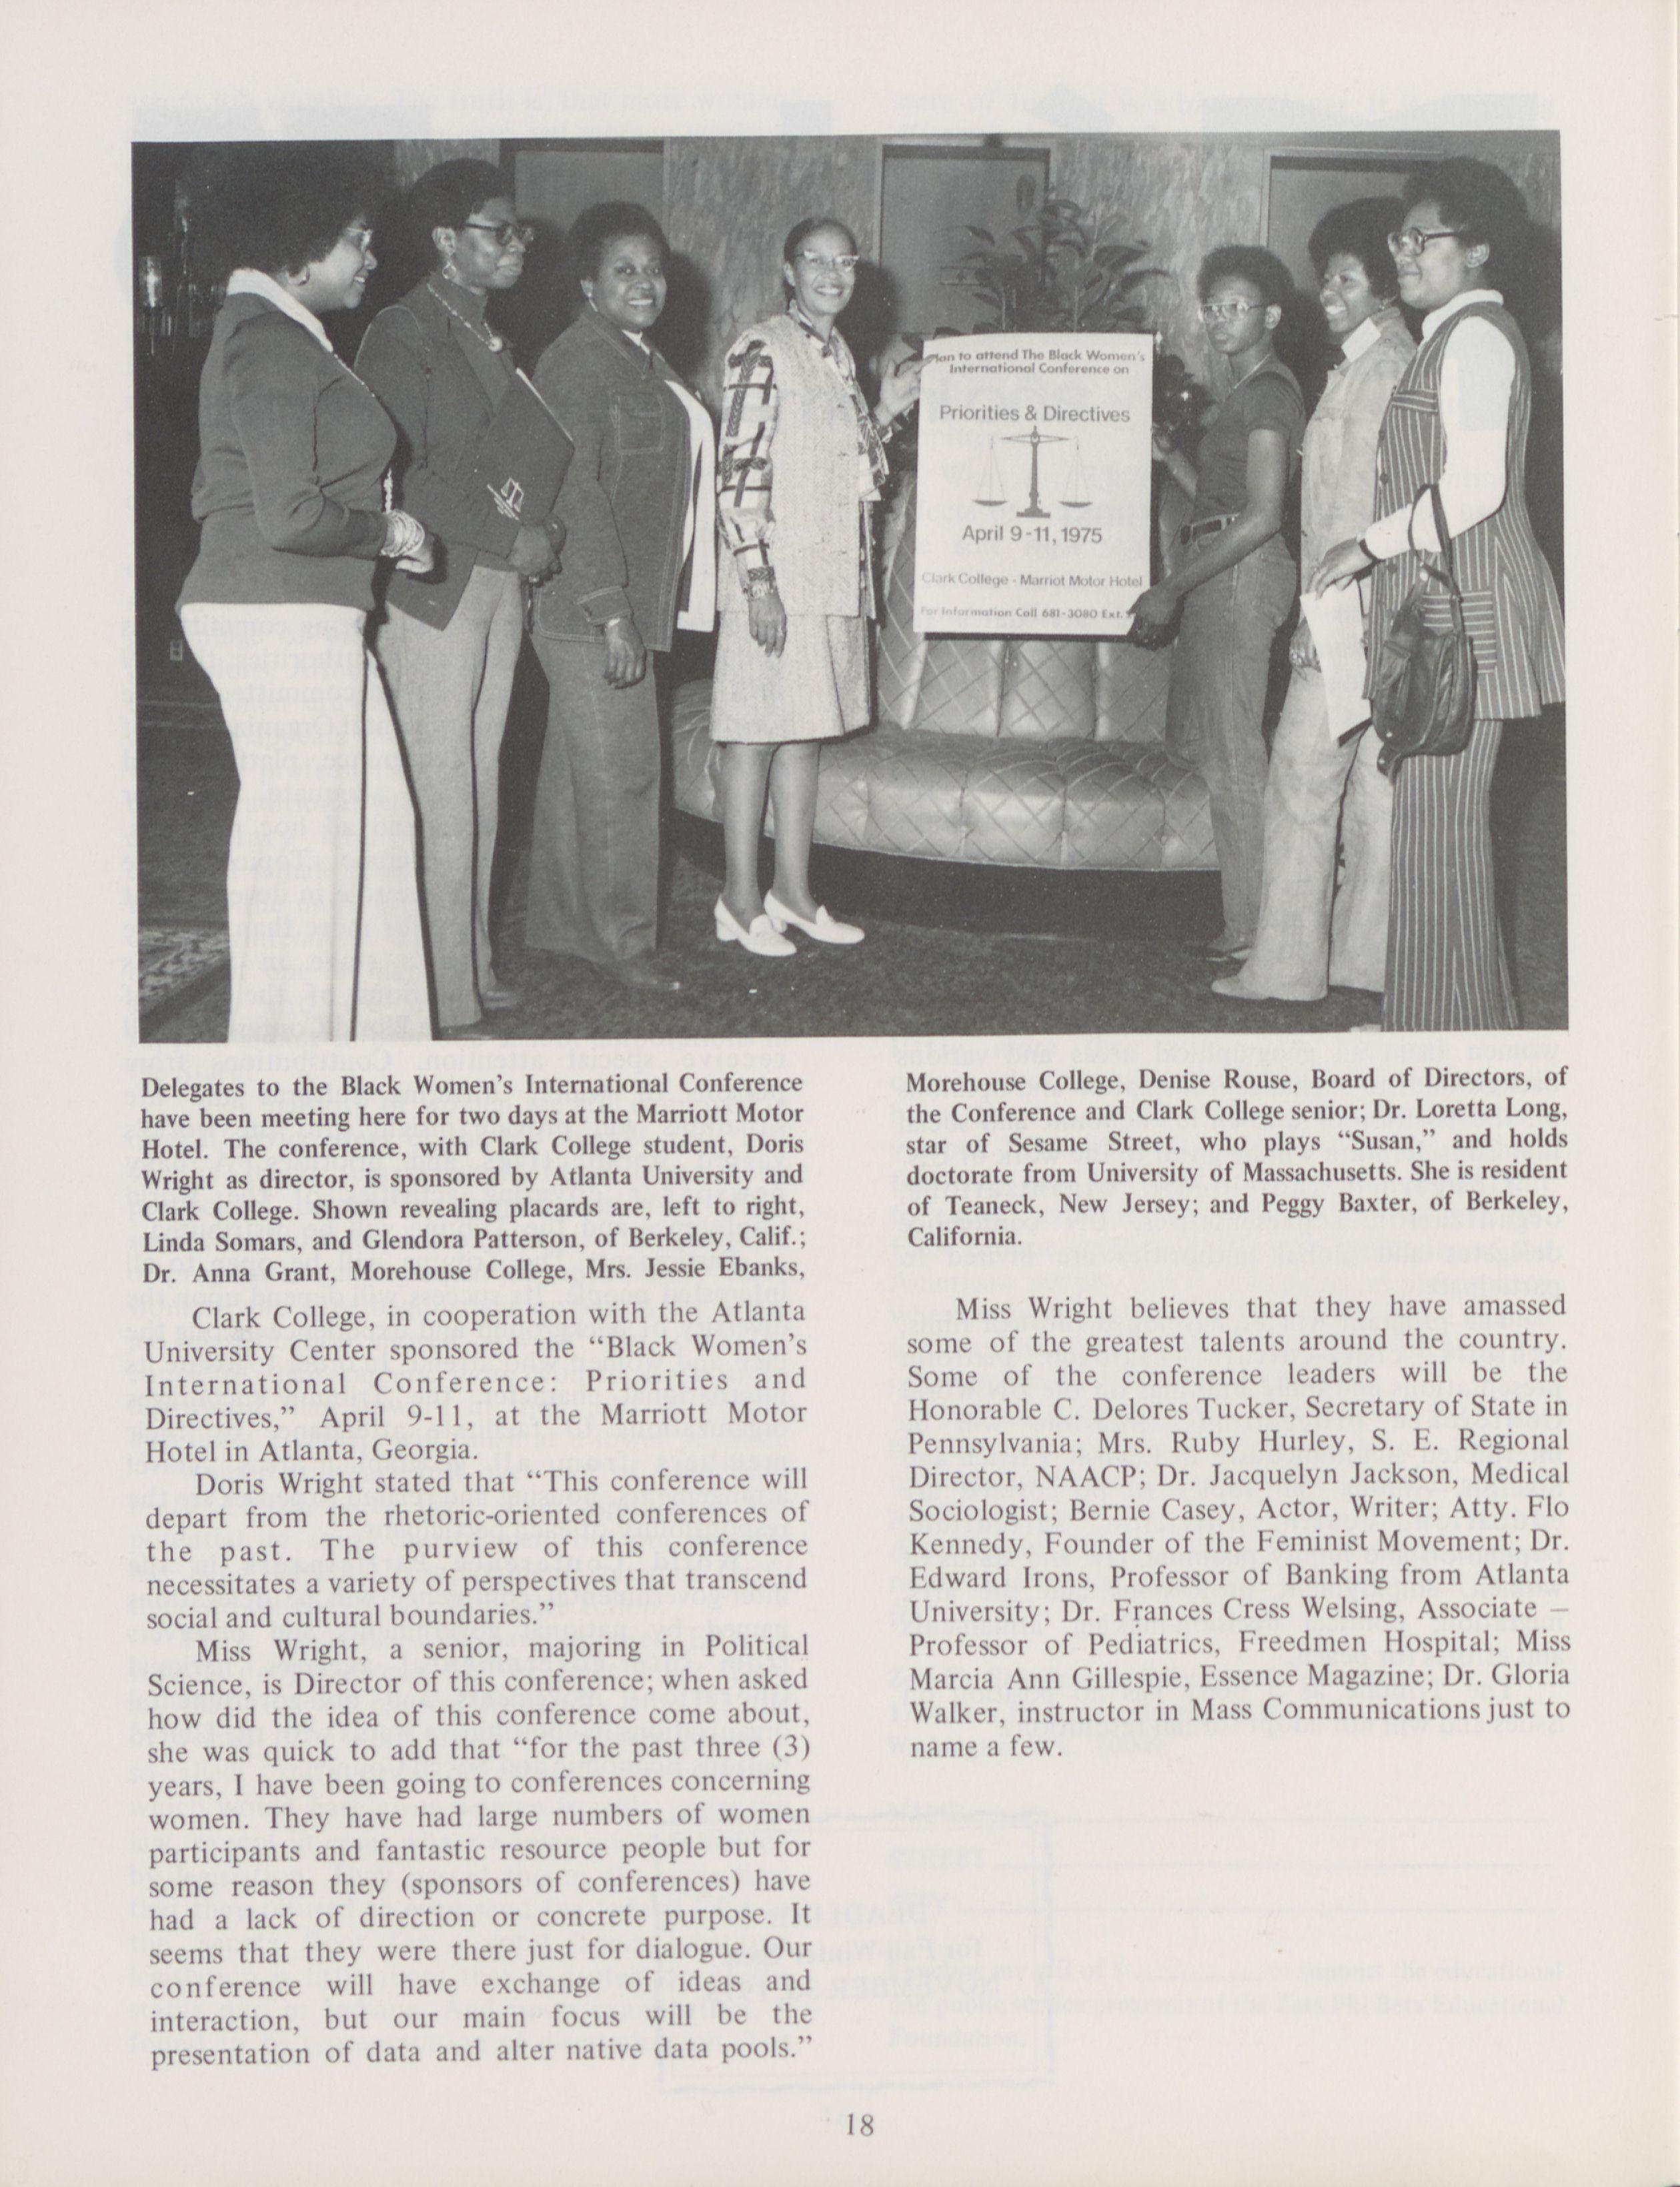 Plan to attend The Black Women's
International Conference on
Priorities & Directives
April 9-11, 1975
Clark College - Marriot Motor Hotel
For Information Call 681-3080 Ext.
Delegates to the Black Women's International Conference
have been meeting here for two days at the Marriott Motor
Hotel. The conference, with Clark College student, Doris
Wright as director, is sponsored by Atlanta University and
Clark College. Shown revealing placards are, left to right,
Linda Somars, and Glendora Patterson, of Berkeley, Calif.;
Dr. Anna Grant, Morehouse College, Mrs. Jessie Ebanks,
Morehouse College, Denise Rouse, Board of Directors, of
the Conference and Clark College senior; Dr. Loretta Long,
star of Sesame Street, who plays “Susan,” and holds
doctorate from University of Massachusetts. She is resident
of Teaneck, New Jersey; and Peggy Baxter, of Berkeley,
California.
Clark College, in cooperation with the Atlanta
University Center sponsored the “Black Women's
International Conference: Priorities and
Directives,” April 9-11, at the Marriott Motor
Hotel in Atlanta, Georgia.
Doris Wright stated that “This conference will
depart from the rhetoric-oriented conferences of
the past. The purview of this conference
necessitates a variety of perspectives that transcend
social and cultural boundaries.”
Miss Wright, a senior, majoring in Political
Science, is Director of this conference; when asked
how did the idea of this conference come about,
she was quick to add that “for the past three (3)
years, I have been going to conferences concerning
women. They have had large numbers of women
participants and fantastic resource people but for
some reason they (sponsors of conferences) have
had a lack of direction or concrete purpose. It
seems that they were there just for dialogue. Our
conference will have exchange of ideas and
interaction, but our main focus will be the
presentation of data and alter native data pools.”
Miss Wright believes that they have amassed
some of the greatest talents around the country.
Some of the conference leaders will be the
Honorable C. Delores Tucker, Secretary of State in
Pennsylvania; Mrs. Ruby Hurley, S. E. Regional
Director, NAACP; Dr. Jacquelyn Jackson, Medical
Sociologist; Bernie Casey, Actor, Writer; Atty. Flo
Kennedy, Founder of the Feminist Movement; Dr.
Edward Irons, Professor of Banking from Atlanta
University; Dr. Frances Cress Welsing, Associate —
Professor of Pediatrics, Freedmen Hospital; Miss
Marcia Ann Gillespie, Essence Magazine; Dr. Gloria
Walker, instructor in Mass Communications just to
name a few.
18